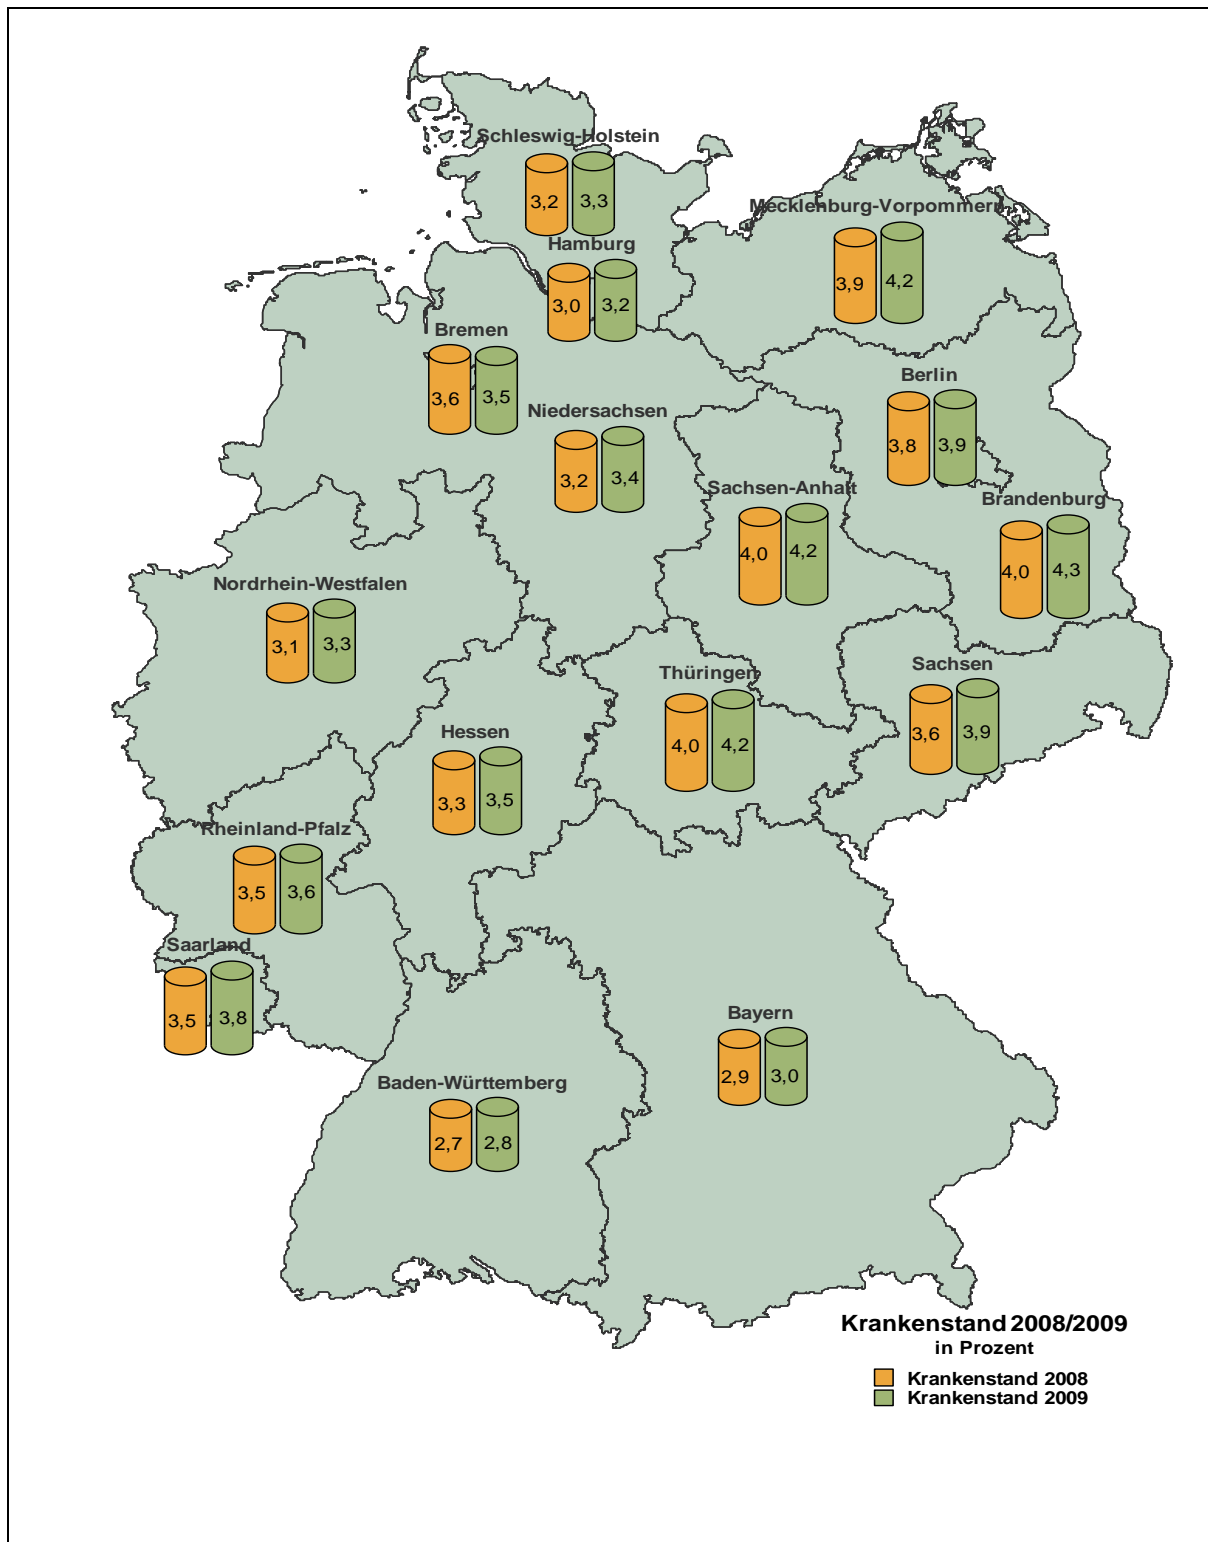 Schleswig-Holstein
3,2 3,3
Mecklenburg-Vorpommern
3,9 4,2
Hamburg
3,0 3,2
Bremen
3,6 3,5
Berlin
3,8 3,9
Niedersachsen
3,2 3,4
Sachsen-Anhalt
4,0 4,2
Brandenburg
4,0 4,3
Nordrhein-Westfalen
3,1 3,3
Thüringen
4,0 4,2
Sachsen
3,6 3,9
Hessen
3,3 3,5
Rheinland-Pfalz
3,5 3,6
Saarland
3,5 3,8
Bayern
2,9 3,0
Baden-Württemberg
2,7 2,8
Krankenstand 2008/2009
in Prozent
Krankenstand 2008
Krankenstand 2009